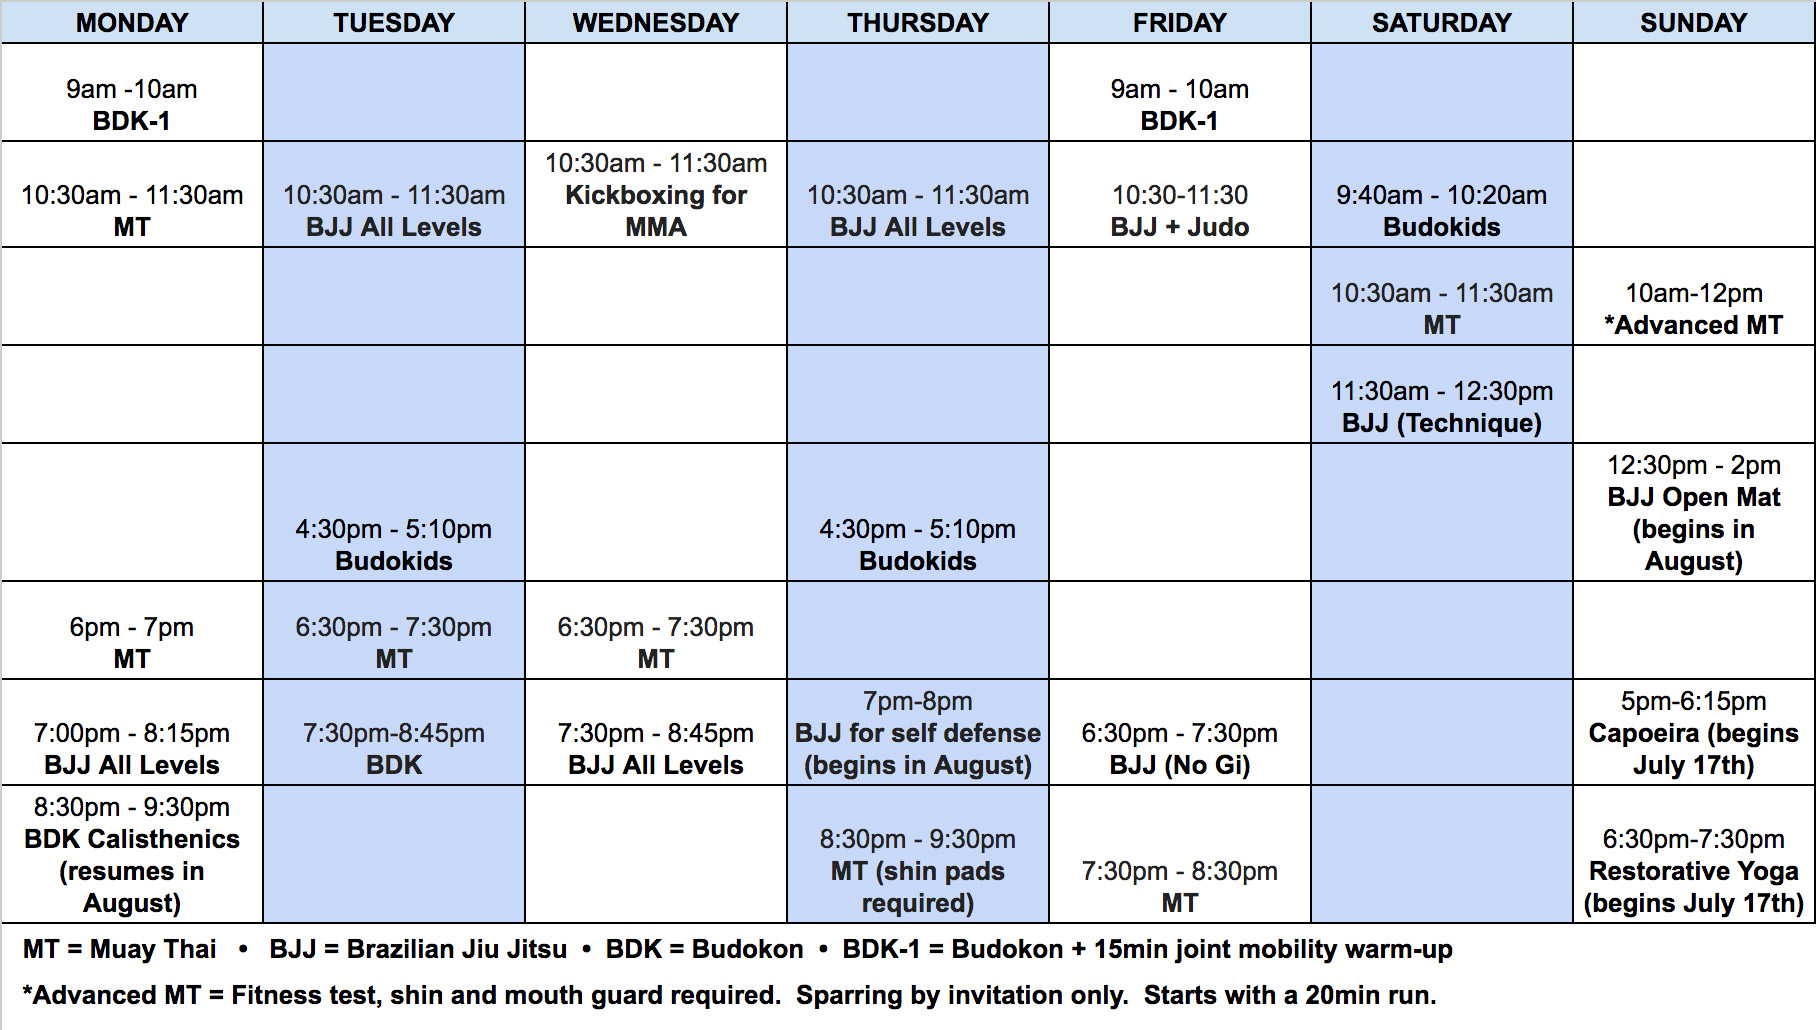 MONDAY TUESDAY WEDNESDAY THURSDAY FRIDAY SATURDAY SUNDAY
9am -10am
BDK-1
9am - 10am
BDK-1
10:30am - 11:30am
MT
10:30am - 11:30am
BJJ All Levels
10:30am - 11:30am
Kickboxing for
MMA
10:30am - 11:30am
BJJ All Levels
10:30-11:30
BJJ + Judo
9:40am - 10:20am
Budokids
10:30am - 11:30am
MT
10am-12pm
*Advanced MT
11:30am - 12:30pm
BJJ (Technique)
4:30pm - 5:10pm
Budokids
4:30pm - 5:10pm
Budokids
12:30pm - 2pm
BJJ Open Mat
(begins in
August)
6pm - 7pm
MT
6:30pm - 7:30pm
MT
6:30pm - 7:30pm
MT
7:00pm - 8:15pm
BJJ All Levels
7:30pm-8:45pm
BDK
7:30pm - 8:45pm
BJJ All Levels
7pm-8pm
BJJ for self defense
(begins in August)
6:30pm - 7:30pm
BJJ (No Gi)
5pm-6:15pm
Capoeira (begins
July 17th)
8:30pm - 9:30pm
BDK Calisthenics
(resumes in
August)
8:30pm - 9:30pm
MT (shin pads
required)
7:30pm - 8:30pm
MT
6:30pm-7:30pm
Restorative Yoga
(begins July 17th)
MT = Muay Thai • BJJ = Brazilian Jiu Jitsu • BDK = Budokon • BDK-1 = Budokon + 15min joint mobility warm-up
*Advanced MT = Fitness test, shin and mouth guard required. Sparring by invitation only. Starts with a 20min run.